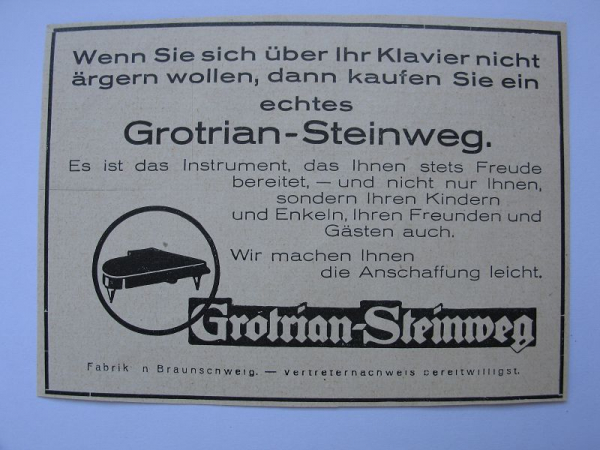 Wenn Sie sich über Ihr Klavier nicht
ärgern wollen, dann kaufen Sie ein
echtes
Grotrian-Steinweg.
Es ist das Instrument, das Ihnen stets Freude
bereitet, — und nicht nur Ihnen,
sondern Ihren Kindern
und Enkeln, Ihren Freunden und
Gästen auch.
Wir machen Ihnen
die Anschaffung leicht.
Grotrian-Steinweg
Fabrik n Braunschweig. — Vertreternachweis bereitwilligst.